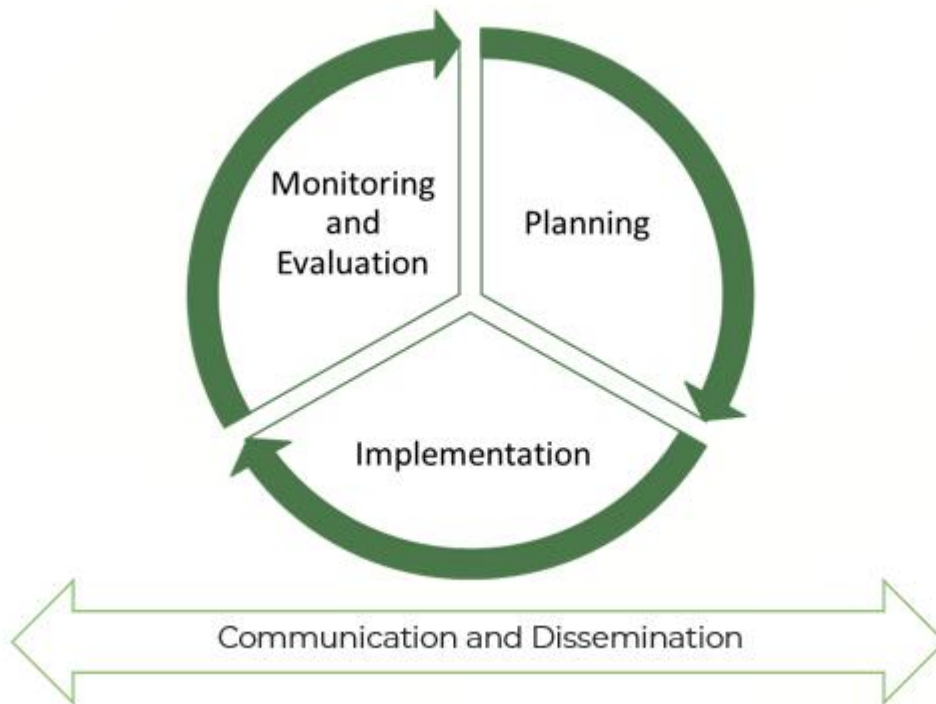 Monitoring
and
Evaluation
Planning
Implementation
Communication and Dissemination